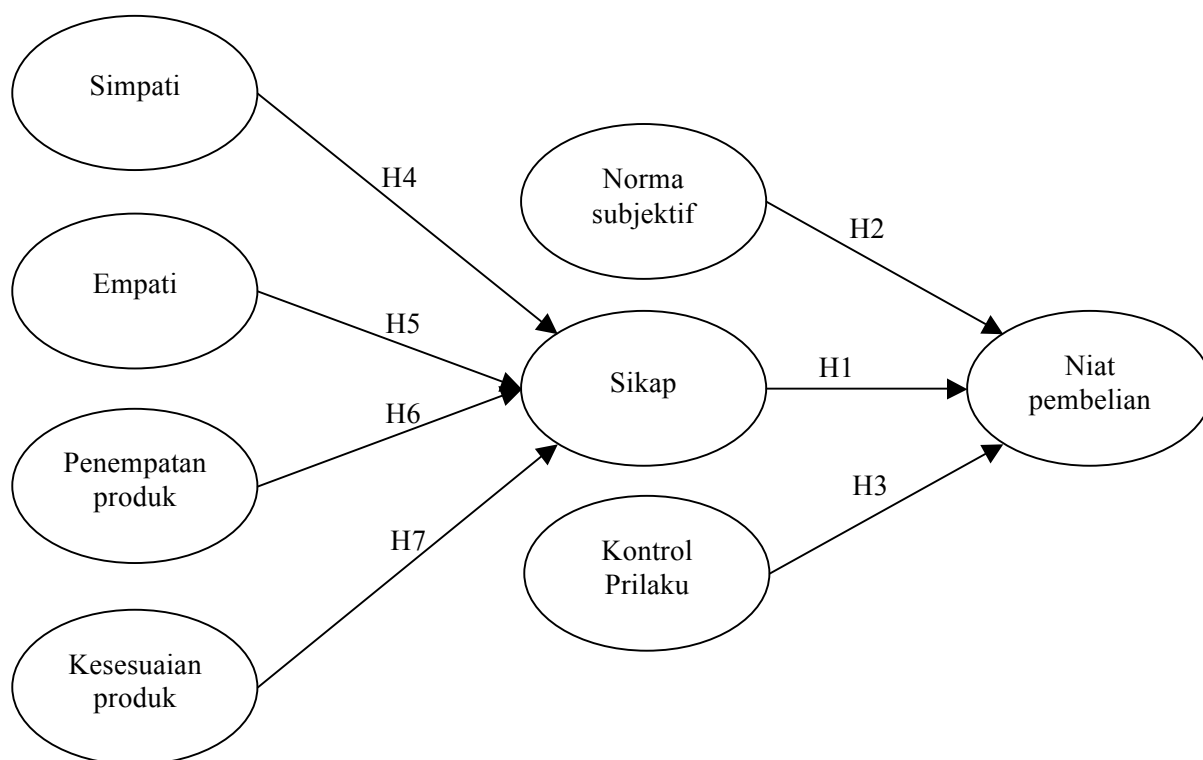 Simpati
H4
Norma
subjektif
H2
Empati
H5
Sikap
H1
Niat
pembelian
H6
Penempatan
produk
H3
H7
Kontrol
Prilaku
Kesesuaian
produk